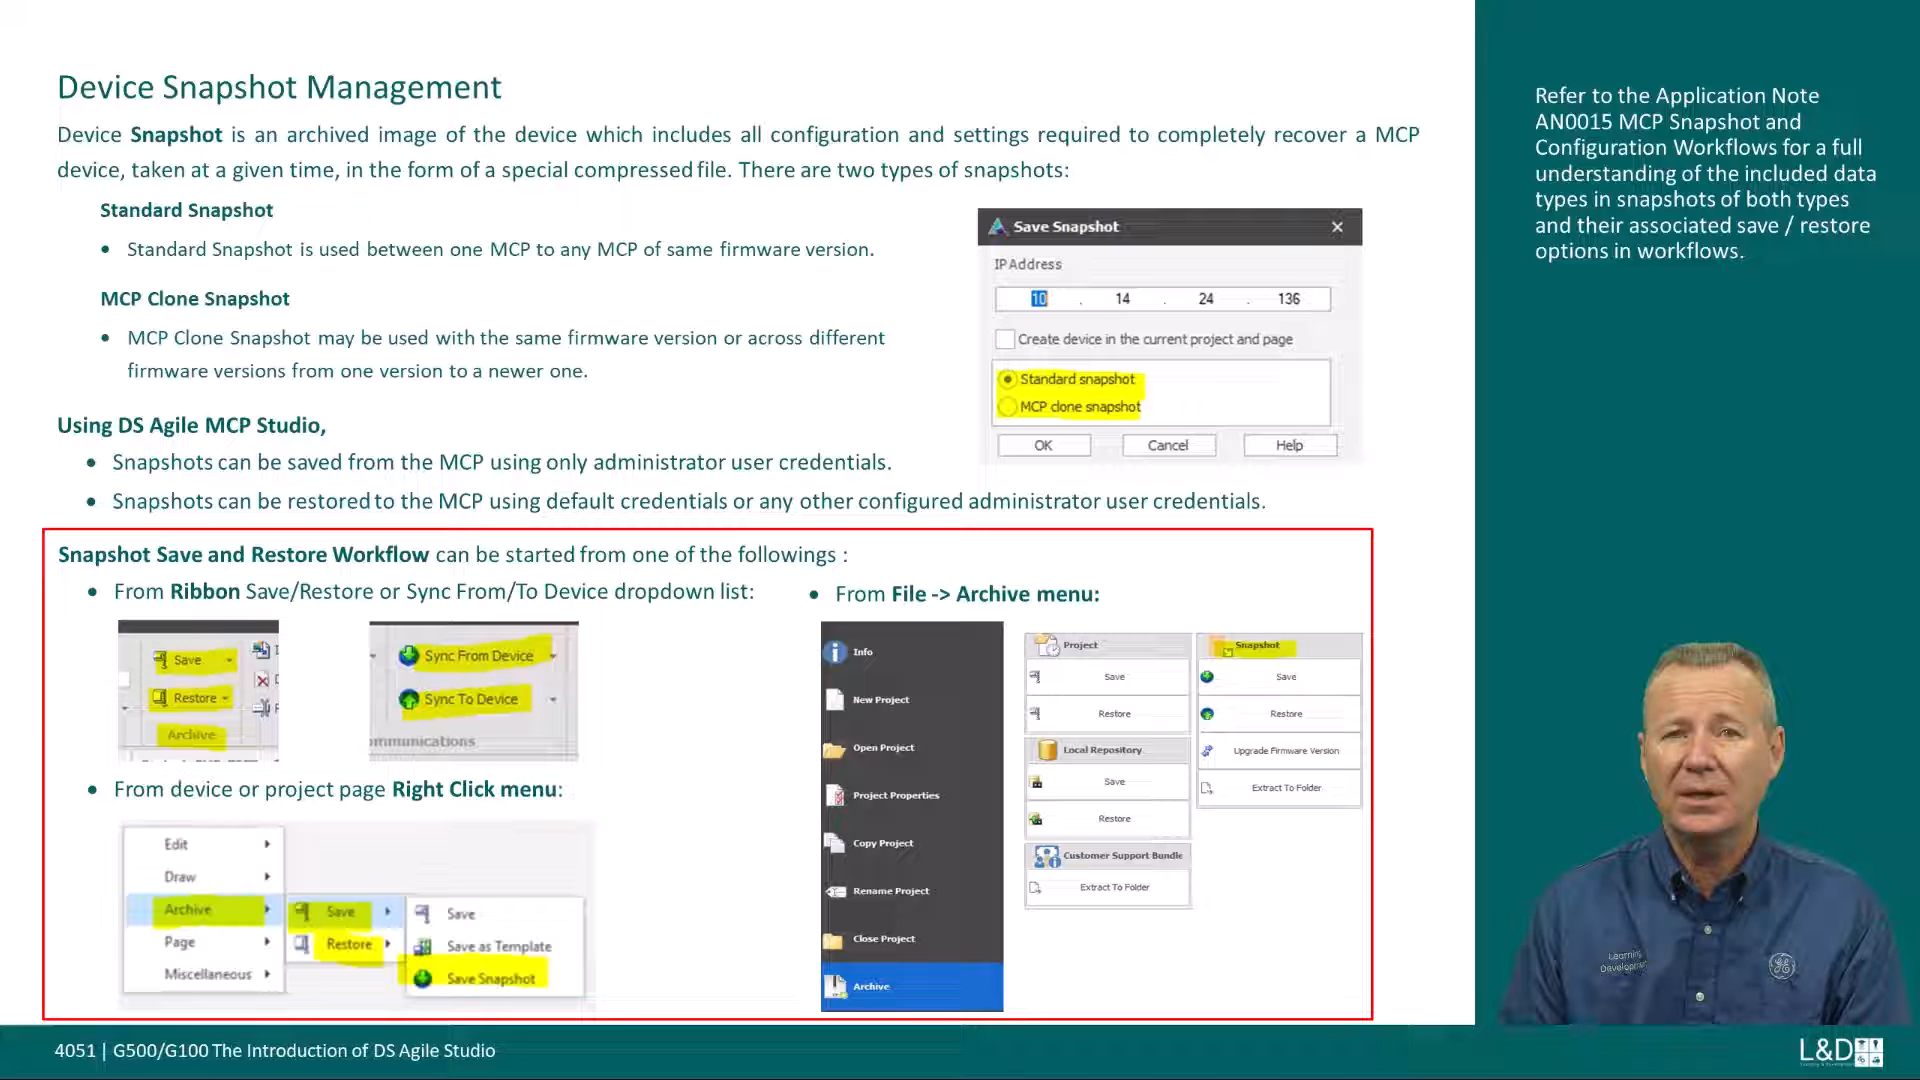 Device Snapshot Management
Device Snapshot is an archived image of the device which includes all configuration and settings required to completely recover a MCP
device, taken at a given time, in the form of a special compressed file. There are two types of snapshots:
Standard Snapshot
• Standard Snapshot is used between one MCP to any MCP of same firmware version.
MCP Clone Snapshot
• MCP Clone Snapshot may be used with the same firmware version or across different
firmware versions from one version to a newer one.
Save Snapshot
IP Address
10 . 14 . 24 . 136
Create device in the current project and page
Standard snapshot
MCP clone snapshot
OK Cancel Help
Using DS Agile MCP Studio,
• Snapshots can be saved from the MCP using only administrator user credentials.
• Snapshots can be restored to the MCP using default credentials or any other configured administrator user credentials.
Snapshot Save and Restore Workflow can be started from one of the followings :
• From Ribbon Save/Restore or Sync From/To Device dropdown list:
Save
Restore
Archive
Sync From Device
Sync To Device
• From device or project page Right Click menu:
Edit
Draw
Archive
Page
Miscellaneous
Save
Restore
Save
Save as Template
Save Snapshot
• From File -> Archive menu:
Info
New Project
Open Project
Project Properties
Copy Project
Rename Project
Close Project
Archive
Project
Save
Restore
Local Repository
Save
Restore
Customer Support Bundle
Extract To Folder
Snapshot
Save
Restore
Upgrade Firmware Version
Extract To Folder
Refer to the Application Note
AN0015 MCP Snapshot and
Configuration Workflows for a full
understanding of the included data
types in snapshots of both types
and their associated save / restore
options in workflows.
Learning
Development
4051 | G500/G100 The Introduction of DS Agile Studio
L&D